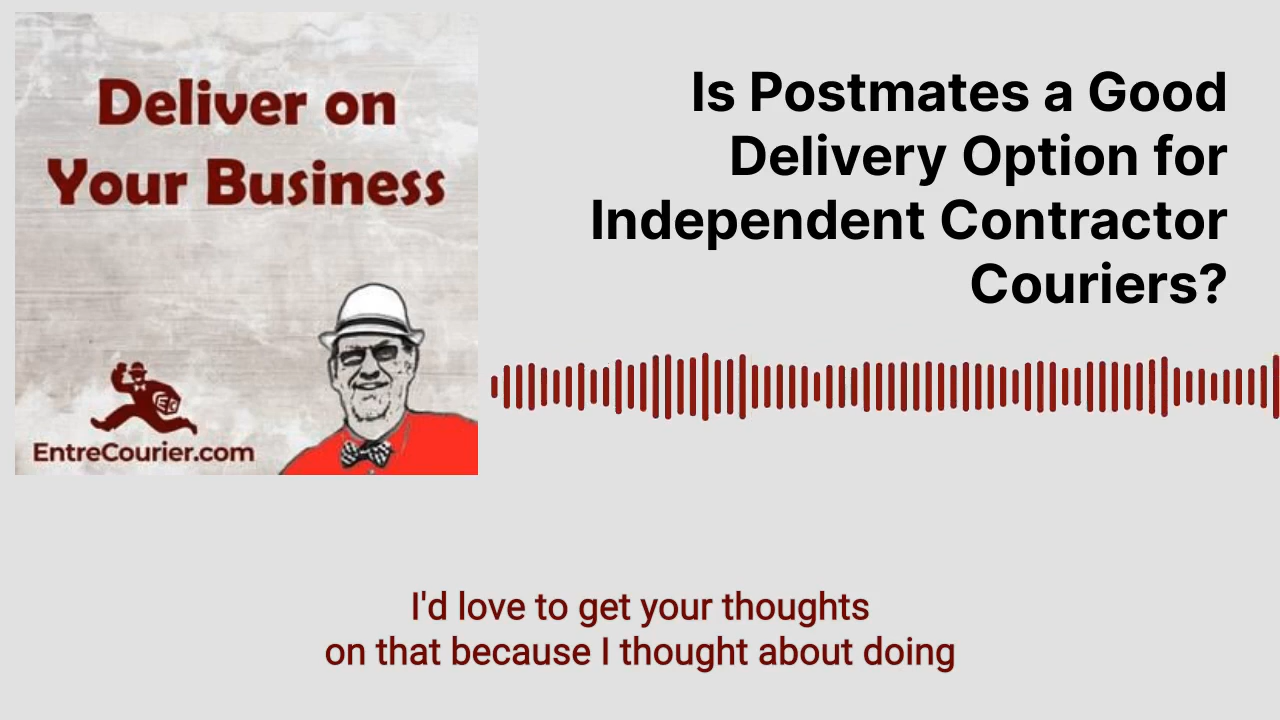 Deliver on
Your Business
EntreCourier.com
Is Postmates a Good
Delivery Option for
Independent Contractor
Couriers?
I'd love to get your thoughts
on that because I thought about doing